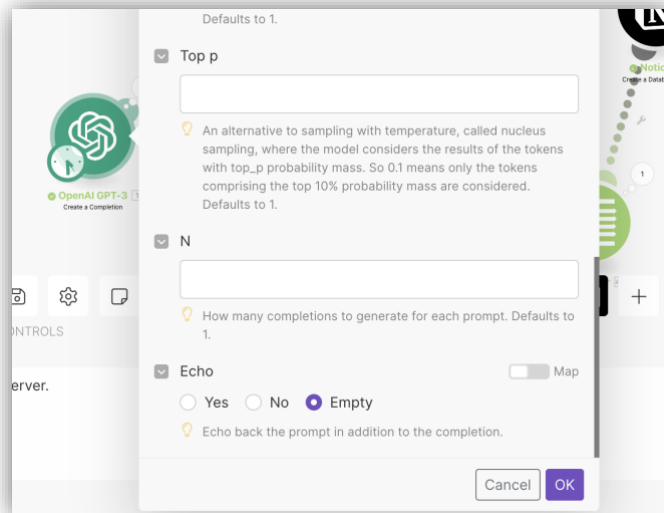 Defaults to 1.
Top p
An alternative to sampling with temperature, called nucleus
sampling, where the model considers the results of the tokens
with top_p probability mass. So 0.1 means only the tokens
comprising the top 10% probability mass are considered.
Defaults to 1.
N
How many completions to generate for each prompt. Defaults to
1.
Echo
Map
Yes No Empty
Echo back the prompt in addition to the completion.
Cancel OK
OpenAI GPT-3 1
Create a Completion
ONTROLS
erver.
N
Notio
Create a Datab
1